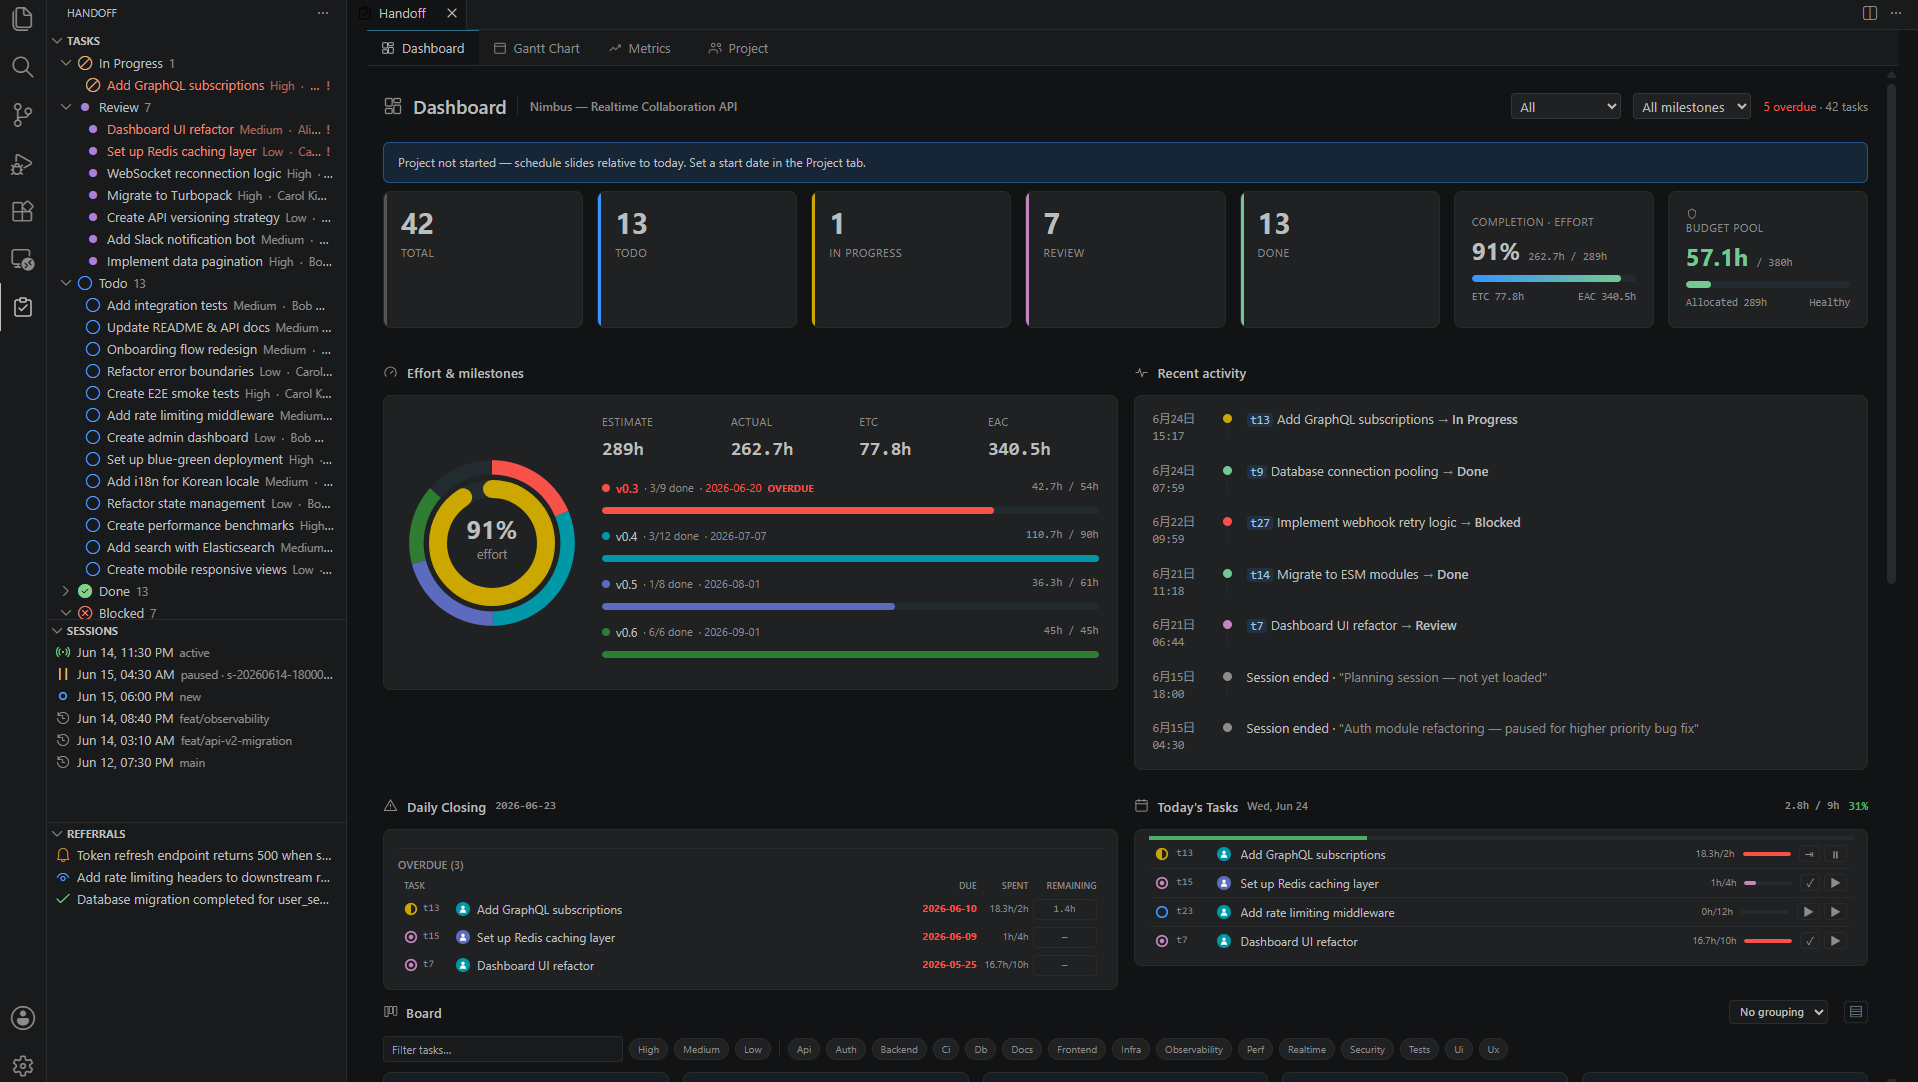 HANDOFF
TASKS
In Progress 1
Add GraphQL subscriptions High · ... !
Review 7
Dashboard UI refactor Medium · Ali... !
Set up Redis caching layer Low · Ca... !
WebSocket reconnection logic High · ...
Migrate to Turbopack High · Carol Ki...
Create API versioning strategy Low · ...
Add Slack notification bot Medium · ...
Implement data pagination High · Bo...
Todo 13
Add integration tests Medium · Bob ...
Update README & API docs Medium ...
Onboarding flow redesign Medium · ...
Refactor error boundaries Low · Carol...
Create E2E smoke tests High · Carol K...
Add rate limiting middleware Medium...
Create admin dashboard Low · Bob ...
Set up blue-green deployment High ·...
Add i18n for Korean locale Medium · ...
Refactor state management Low · Bo...
Create performance benchmarks High...
Add search with Elasticsearch Medium...
Create mobile responsive views Low ·...
Done 13
Blocked 7
SESSIONS
Jun 14, 11:30 PM active
Jun 15, 04:30 AM paused · s-20260614-18000...
Jun 15, 06:00 PM new
Jun 14, 08:40 PM feat/observability
Jun 14, 03:10 AM feat/api-v2-migration
Jun 12, 07:30 PM main
REFERRALS
Token refresh endpoint returns 500 when s...
Add rate limiting headers to downstream r...
Database migration completed for user_se...
Handoff
Dashboard Gantt Chart Metrics Project
Dashboard Nimbus — Realtime Collaboration API
All All milestones 5 overdue · 42 tasks
Project not started — schedule slides relative to today. Set a start date in the Project tab.
42
TOTAL
13
TODO
1
IN PROGRESS
7
REVIEW
13
DONE
COMPLETION · EFFORT
91% 262.7h / 289h
ETC 77.8h EAC 340.5h
BUDGET POOL
57.1h / 380h
Allocated 289h Healthy
Effort & milestones
91%
effort
ESTIMATE ACTUAL ETC EAC
289h 262.7h 77.8h 340.5h
v0.3 · 3/9 done · 2026-06-20 OVERDUE 42.7h / 54h
v0.4 · 3/12 done · 2026-07-07 110.7h / 90h
v0.5 · 1/8 done · 2026-08-01 36.3h / 61h
v0.6 · 6/6 done · 2026-09-01 45h / 45h
Recent activity
6月24日
15:17
t13 Add GraphQL subscriptions → In Progress
6月24日
07:59
t9 Database connection pooling → Done
6月22日
09:59
t27 Implement webhook retry logic → Blocked
6月21日
11:18
t14 Migrate to ESM modules → Done
6月21日
06:44
t7 Dashboard UI refactor → Review
6月15日
18:00
Session ended · "Planning session — not yet loaded"
6月15日
04:30
Session ended · "Auth module refactoring — paused for higher priority bug fix"
Daily Closing 2026-06-23
OVERDUE (3)
TASK DUE SPENT REMAINING
t13 Add GraphQL subscriptions 2026-06-10 18.3h/2h 1.4h
t15 Set up Redis caching layer 2026-06-09 1h/4h –
t7 Dashboard UI refactor 2026-05-25 16.7h/10h –
Today's Tasks Wed, Jun 24 2.8h / 9h 31%
t13 Add GraphQL subscriptions 18.3h/2h
t15 Set up Redis caching layer 1h/4h
t23 Add rate limiting middleware 0h/12h
t7 Dashboard UI refactor 16.7h/10h
Board No grouping
Filter tasks... High Medium Low Api Auth Backend Ci Db Docs Frontend Infra Observability Perf Realtime Security Tests Ui Ux